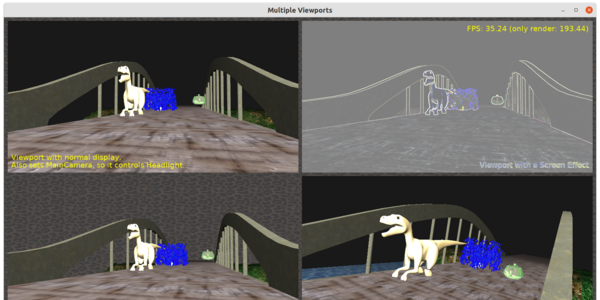 Multiple Viewports
FPS: 35.24 (only render: 193.44)
Viewport with normal display.
Also sets MainCamera, so it control's headlight
Viewport with a Screen Effect